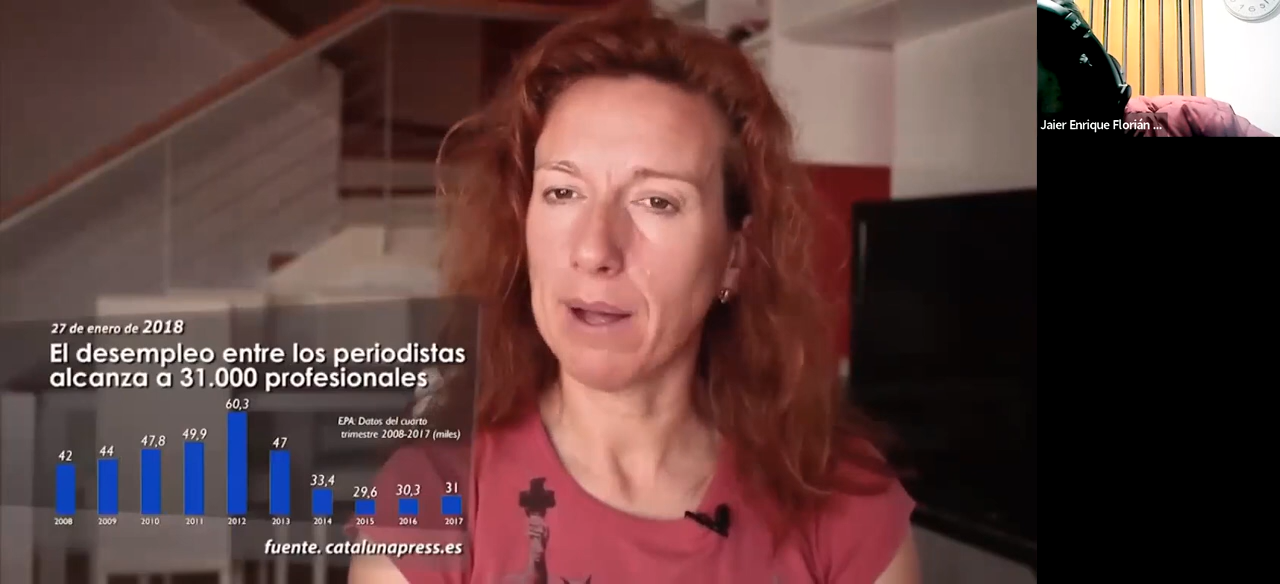 Jaier Enrique Florián ...
27 de enero de 2018
El desempleo entre los periodistas
alcanza a 31.000 profesionales
EPA: Datos del cuarto
trimestre 2008-2017 (miles)
42 44 47,8 49,9 60,3 47 33,4 29,6 30,3 31
2008 2009 2010 2011 2012 2013 2014 2015 2016 2017
fuente. catalunapress.es